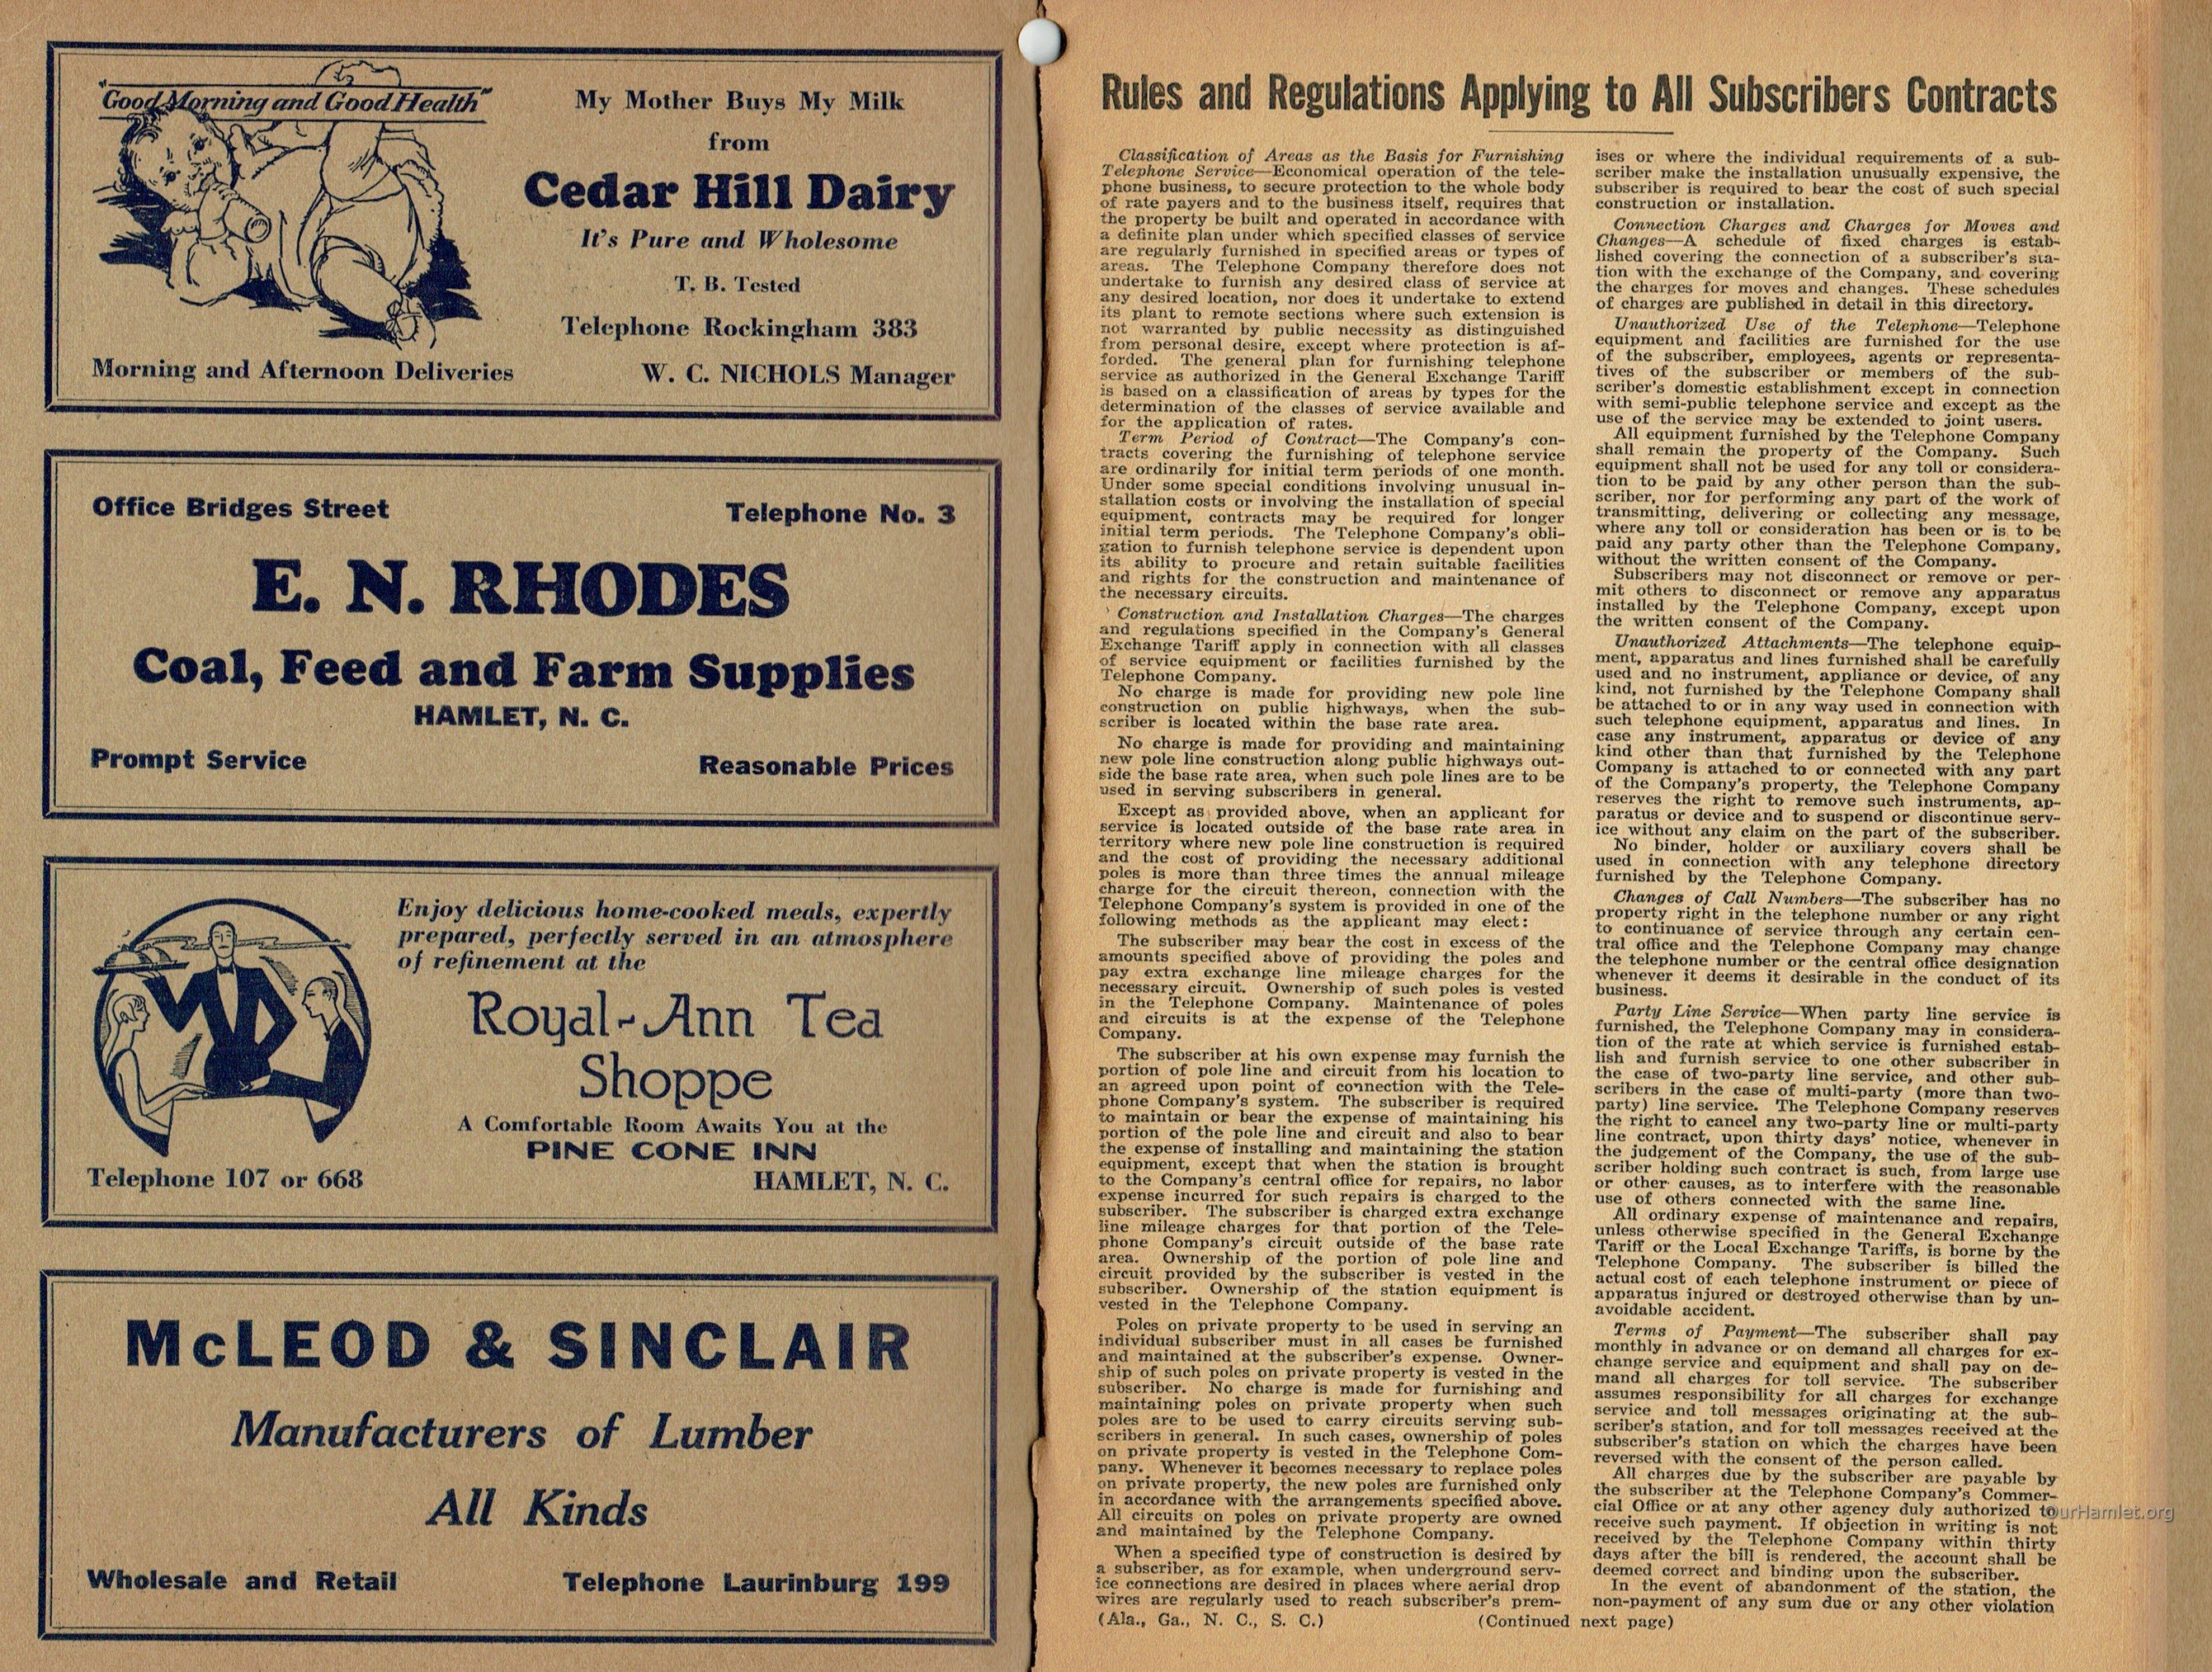 "Good Morning and Good Health"
My Mother Buys My Milk
from
Cedar Hill Dairy
It's Pure and Wholesome
T. B. Tested
Telephone Rockingham 383
Morning and Afternoon Deliveries
W. C. NICHOLS Manager
Office Bridges Street
Telephone No. 3
E. N. RHODES
Coal, Feed and Farm Supplies
HAMLET, N. C.
Prompt Service
Reasonable Prices
Enjoy delicious home-cooked meals, expertly
prepared, perfectly served in an atmosphere
of refinement at the
Royal-Ann Tea
Shoppe
A Comfortable Room Awaits You at the
PINE CONE INN
Telephone 107 or 668
HAMLET, N. C.
McLEOD & SINCLAIR
Manufacturers of Lumber
All Kinds
Wholesale and Retail
Telephone Laurinburg 199
Rules and Regulations Applying to All Subscribers Contracts
Classification of Areas as the Basis for Furnishing
Telephone Service—Economical operation of the tele-
phone business, to secure protection to the whole body
of rate payers and to the business itself, requires that
the property be built and operated in accordance with
a definite plan under which specified classes of service
are regularly furnished in specified areas or types of
areas. The Telephone Company therefore does not
undertake to furnish any desired class of service at
any desired location, nor does it undertake to extend
its plant to remote sections where such extension is
not warranted by public necessity as distinguished
from personal desire, except where protection is af-
forded. The general plan for furnishing telephone
service as authorized in the General Exchange Tariff
is based on a classification of areas by types for the
determination of the classes of service available and
for the application of rates.
Term Period of Contract—The Company's con-
tracts covering the furnishing of telephone service
are ordinarily for initial term periods of one month.
Under some special conditions involving unusual in-
stallation costs or involving the installation of special
equipment, contracts may be required for longer
initial term periods. The Telephone Company's obli-
gation to furnish telephone service is dependent upon
its ability to procure and retain suitable facilities
and rights for the construction and maintenance of
the necessary circuits.
Construction and Installation Charges—The charges
and regulations specified in the Company's General
Exchange Tariff apply in connection with all classes
of service equipment or facilities furnished by the
Telephone Company.
No charge is made for providing new pole line
construction on public highways, when the sub-
scriber is located within the base rate area.
No charge is made for providing and maintaining
new pole line construction along public highways out-
side the base rate area, when such pole lines are to be
used in serving subscribers in general.
Except as provided above, when an applicant for
service is located outside of the base rate area in
territory where new pole line construction is required
and the cost of providing the necessary additional
poles is more than three times the annual mileage
charge for the circuit thereon, connection with the
Telephone Company's system is provided in one of the
following methods as the applicant may elect:
The subscriber may bear the cost in excess of the
amounts specified above of providing the poles and
pay extra exchange line mileage charges for the
necessary circuit. Ownership of such poles is vested
in the Telephone Company. Maintenance of poles
and circuits is at the expense of the Telephone
Company.
The subscriber at his own expense may furnish the
portion of pole line and circuit from his location to
an agreed upon point of connection with the Tele-
phone Company's system. The subscriber is required
to maintain or bear the expense of maintaining his
portion of the pole line and circuit and also to bear
the expense of installing and maintaining the station
equipment, except that when the station is brought
to the Company's central office for repairs, no labor
expense incurred for such repairs is charged to the
subscriber. The subscriber is charged extra exchange
line mileage charges for that portion of the Tele-
phone Company's circuit outside of the base rate
area. Ownership of the portion of pole line and
circuit provided by the subscriber is vested in the
subscriber. Ownership of the station equipment is
vested in the Telephone Company.
Poles on private property to be used in serving an
individual subscriber must in all cases be furnished
and maintained at the subscriber's expense. Owner-
ship of such poles on private property is vested in the
subscriber. No charge is made for furnishing and
maintaining poles on private property when such
poles are to be used to carry circuits serving sub-
scribers in general. In such cases, ownership of poles
on private property is vested in the Telephone Com-
pany. Whenever it becomes necessary to replace poles
on private property, the new poles are furnished only
in accordance with the arrangements specified above.
All circuits on poles on private property are owned
and maintained by the Telephone Company.
When a specified type of construction is desired by
a subscriber, as for example, when underground serv-
ice connections are desired in places where aerial drop
wires are regularly used to reach subscriber's prem-
ises or where the individual requirements of a sub-
scriber make the installation unusually expensive, the
subscriber is required to bear the cost of such special
construction or installation.
Connection Charges and Charges for Moves and
Changes—A schedule of fixed charges is estab-
lished covering the connection of a subscriber's sta-
tion with the exchange of the Company, and covering
the charges for moves and changes. These schedules
of charges are published in detail in this directory.
Unauthorized Use of the Telephone—Telephone
equipment and facilities are furnished for the use
of the subscriber, employees, agents or representa-
tives of the subscriber or members of the sub-
scriber's domestic establishment except in connection
with semi-public telephone service and except as the
use of the service may be extended to joint users.
All equipment furnished by the Telephone Company
shall remain the property of the Company. Such
equipment shall not be used for any toll or considera-
tion to be paid by any other person than the sub-
scriber, nor for performing any part of the work of
transmitting, delivering or collecting any message,
where any toll or consideration has been or is to be
paid any party other than the Telephone Company,
without the written consent of the Company.
Subscribers may not disconnect or remove or per-
mit others to disconnect or remove any apparatus
installed by the Telephone Company, except upon
the written consent of the Company.
Unauthorized Attachments—The telephone equip-
ment, apparatus and lines furnished shall be carefully
used and no instrument, appliance or device, of any
kind, not furnished by the Telephone Company shall
be attached to or in any way used in connection with
such telephone equipment, apparatus and lines. In
case any instrument, apparatus or device of any
kind other than that furnished by the Telephone
Company is attached to or connected with any part
of the Company's property, the Telephone Company
reserves the right to remove such instruments, ap-
paratus or device and to suspend or discontinue serv-
ice without any claim on the part of the subscriber.
No binder, holder or auxiliary covers shall be
used in connection with any telephone directory
furnished by the Telephone Company.
Changes of Call Numbers—The subscriber has no
property right in the telephone number or any right
to continuance of service through any certain cen-
tral office and the Telephone Company may change
the telephone number or the central office designation
whenever it deems it desirable in the conduct of its
business.
Party Line Service—When party line service is
furnished, the Telephone Company may in considera-
tion of the rate at which service is furnished estab-
lish and furnish service to one other subscriber in
the case of two-party line service, and other sub-
scribers in the case of multi-party (more than two-
party) line service. The Telephone Company reserves
the right to cancel any two-party line or multi-party
line contract, upon thirty days' notice, whenever in
the judgement of the Company, the use of the sub-
scriber holding such contract is such, from large use
or other causes, as to interfere with the reasonable
use of others connected with the same line.
All ordinary expense of maintenance and repairs,
unless otherwise specified in the General Exchange
Tariff or the Local Exchange Tariffs, is borne by the
Telephone Company. The subscriber is billed the
actual cost of each telephone instrument or piece of
apparatus injured or destroyed otherwise than by un-
avoidable accident.
Terms of Payment—The subscriber shall pay
monthly in advance or on demand all charges for ex-
change service and equipment and shall pay on de-
mand all charges for toll service. The subscriber
assumes responsibility for all charges for exchange
service and toll messages originating at the sub-
scriber's station, and for toll messages received at the
subscriber's station on which the charges have been
reversed with the consent of the person called.
All charges due by the subscriber are payable by
the subscriber at the Telephone Company's Commer-
cial Office or at any other agency duly authorized to
receive such payment. If objection in writing is not
received by the Telephone Company within thirty
days after the bill is rendered, the account shall be
deemed correct and binding upon the subscriber.
In the event of abandonment of the station, the
non-payment of any sum due or any other violation
(Ala., Ga., N. C., S. C.)
(Continued next page)
OurHamlet.org